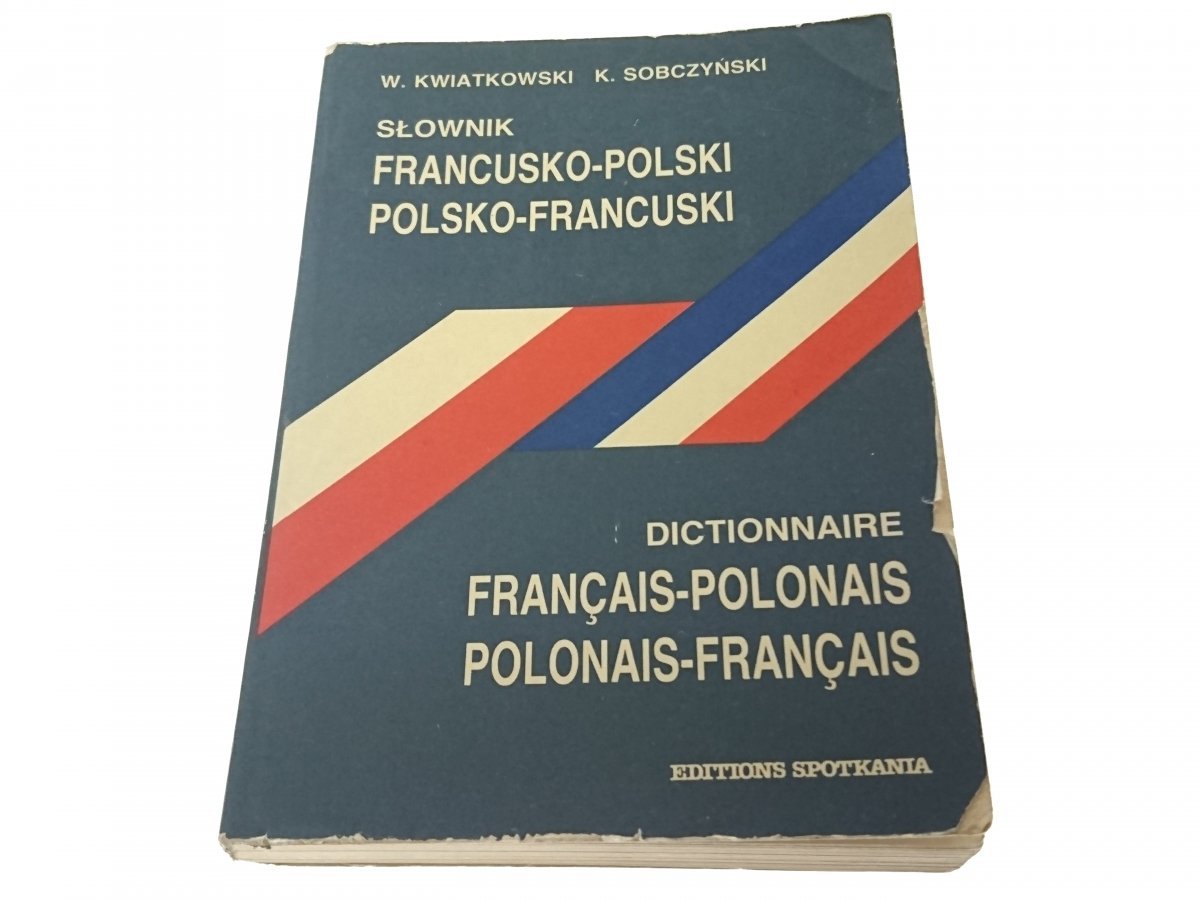 W. KWIATKOWSKI K. SOBCZYŃSKI
SŁOWNIK
FRANCUSKO-POLSKI
POLSKO-FRANCUSKI
DICTIONNAIRE
FRANÇAIS-POLONAIS
POLONAIS-FRANÇAIS
EDITIONS SPOTKANIA